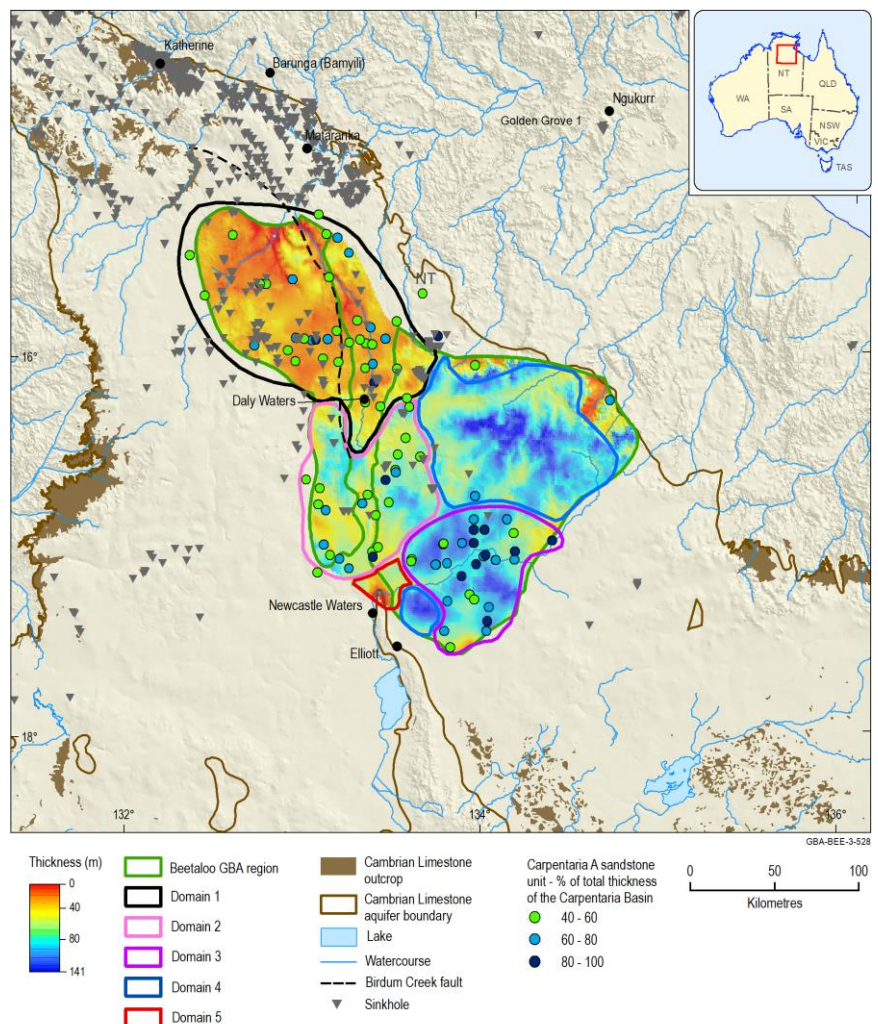 Katherine
Barunga (Bamyili)
Ngukurr
Golden Grove 1
Mataranka
NT
QLD
WA
SA
NSW
VIC
TAS
NT
16°
Daly Waters
Newcastle Waters
Elliott
18°
132°
134°
136°
GBA-BEE-3-528
Thickness (m)
0
40
80
141
Beetaloo GBA region
Domain 1
Domain 2
Domain 3
Domain 4
Domain 5
Cambrian Limestone
outcrop
Cambrian Limestone
aquifer boundary
Lake
Watercourse
Birdum Creek fault
Sinkhole
Carpentaria A sandstone
unit - % of total thickness
of the Carpentaria Basin
40 - 60
60 - 80
80 - 100
0 50 100
Kilometres